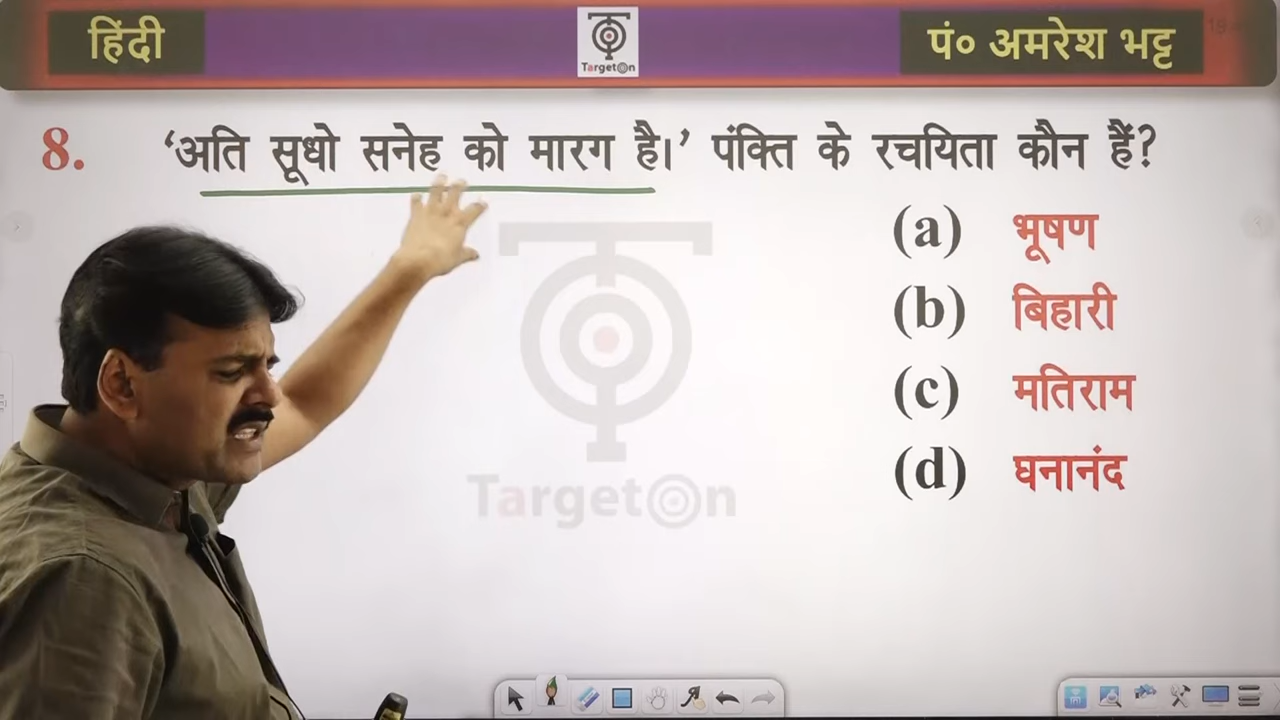 हिंदी
TargetOn
पं० अमरेश भट्ट
8. ‘अति सूधो सनेह को मारग है।’ पंक्ति के रचयिता कौन हैं?
(a) भूषण
(b) बिहारी
(c) मतिराम
(d) घनानंद
TargetOn